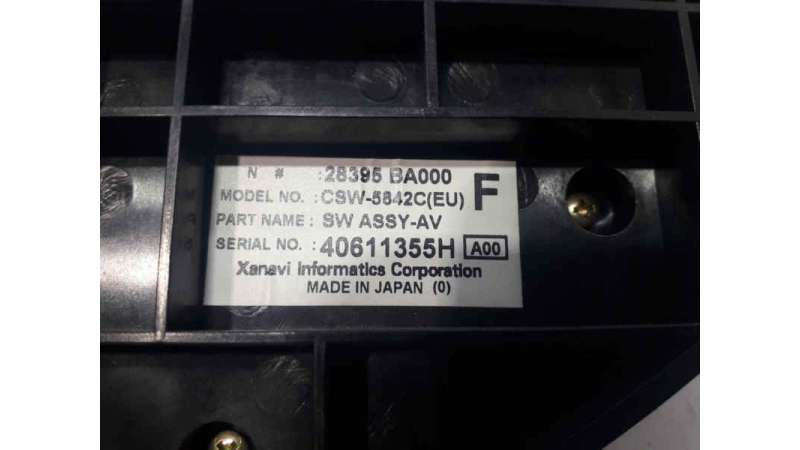 N # : 28395 BA000
MODEL NO. : CSW-5842C(EU) F
PART NAME : SW ASSY-AV
SERIAL NO. : 40611355H A00
Xanavi Informatics Corporation
MADE IN JAPAN (0)